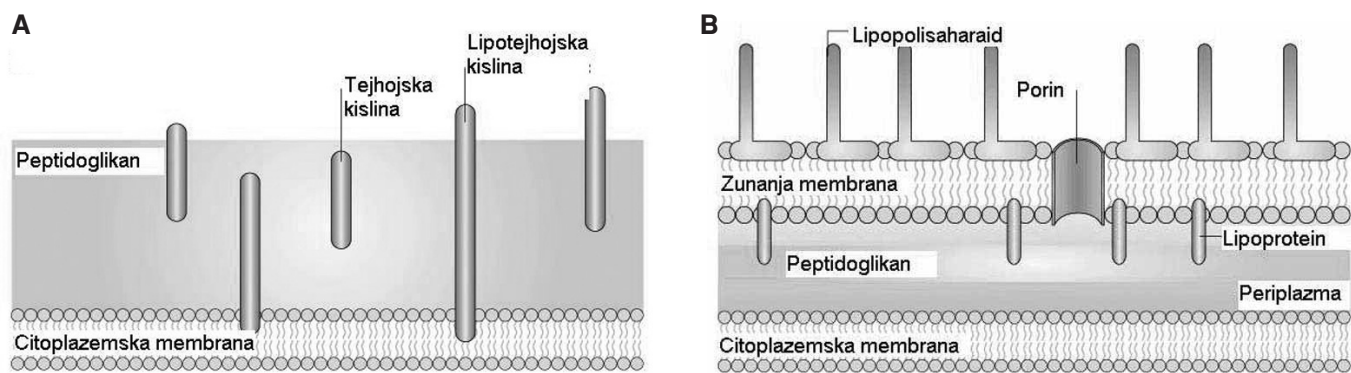 A
Lipotejhojska
kislina
Tejhojska
kislina
Peptidoglikan
Citoplazemska membrana
B
Lipopolisaharaid
Porin
Zunanja membrana
Lipoprotein
Peptidoglikan
Periplazma
Citoplazemska membrana